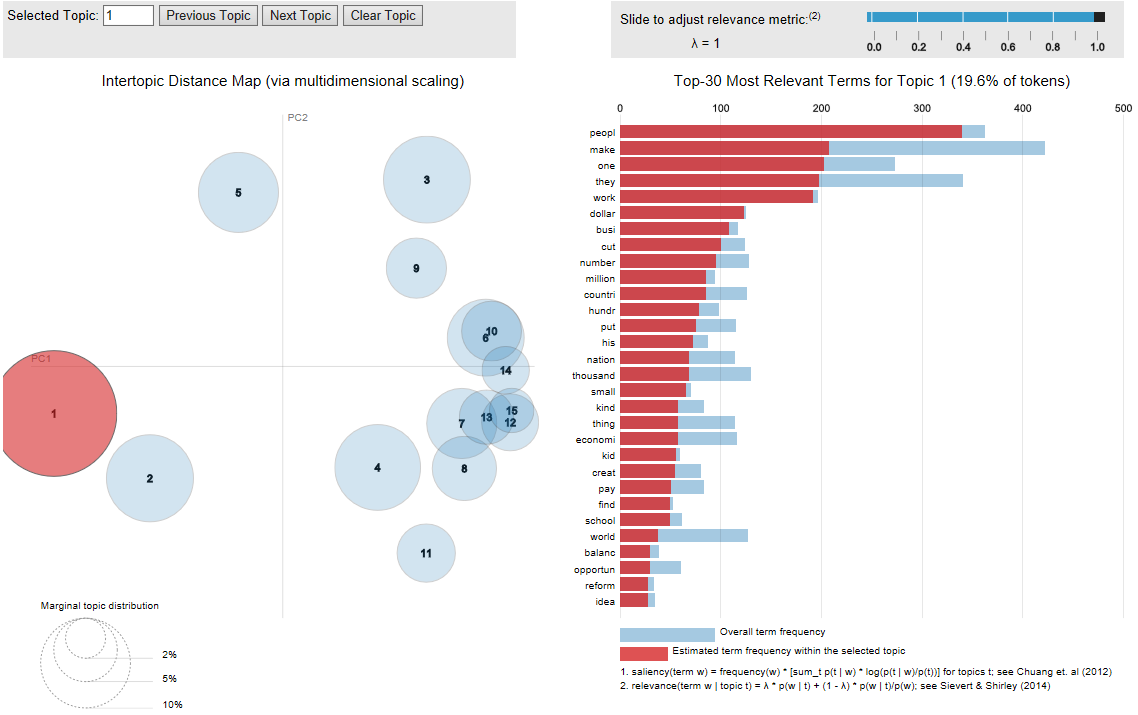 Selected Topic: 1 Previous Topic Next Topic Clear Topic
Slide to adjust relevance metric:(2)
λ = 1
0.0 0.2 0.4 0.6 0.8 1.0
Intertopic Distance Map (via multidimensional scaling)
PC2
PC1
5
3
9
10
6
14
1
15
13
12
7
2
4
8
11
Marginal topic distribution
2%
5%
10%
Top-30 Most Relevant Terms for Topic 1 (19.6% of tokens)
0 100 200 300 400 500
peopl
make
one
they
work
dollar
busi
cut
number
million
countri
hundr
put
his
nation
thousand
small
kind
thing
economi
kid
creat
pay
find
school
world
balanc
opportun
reform
idea
Overall term frequency
Estimated term frequency within the selected topic
1. saliency(term w) = frequency(w) * [sum_t p(t | w) * log(p(t | w)/p(t))] for topics t; see Chuang et. al (2012)
2. relevance(term w | topic t) = λ * p(w | t) + (1 - λ) * p(w | t)/p(w); see Sievert & Shirley (2014)